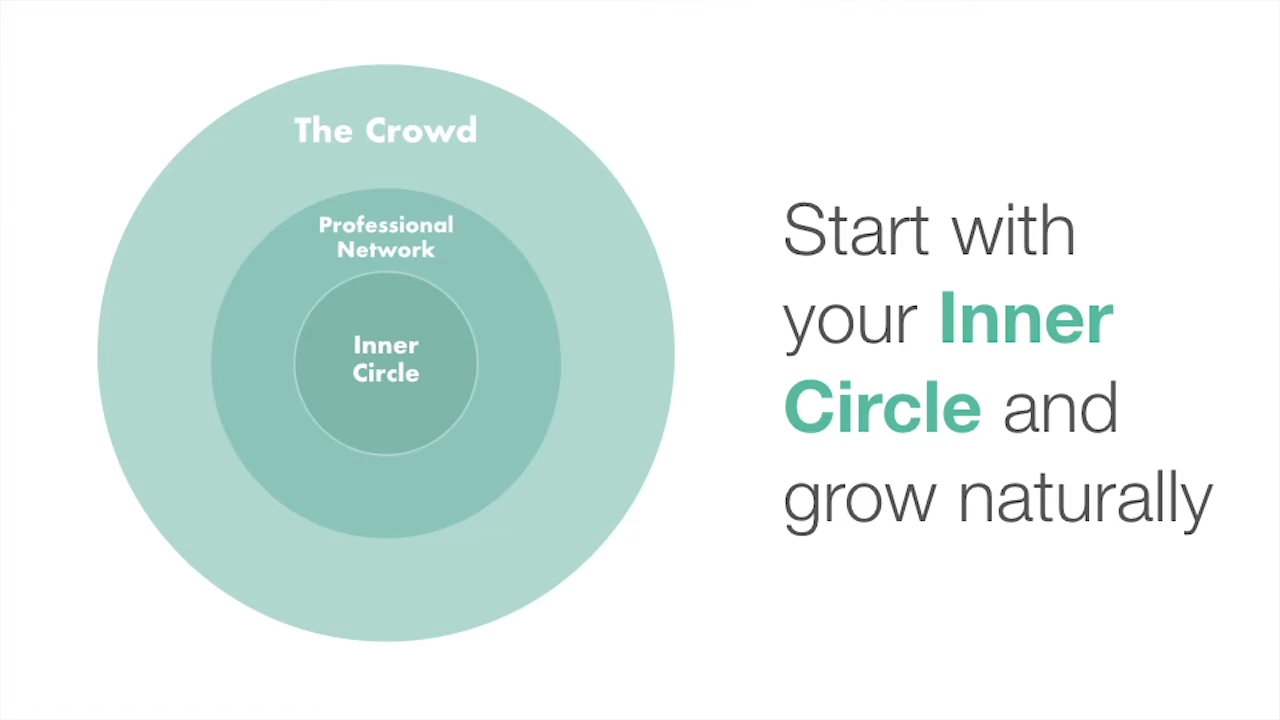 The Crowd
Professional
Network
Inner
Circle
Start with
your Inner
Circle and
grow naturally